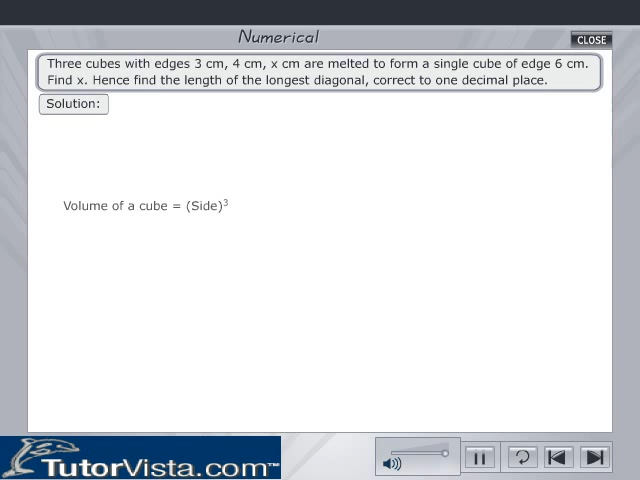 Numerical
CLOSE
Three cubes with edges 3 cm, 4 cm, x cm are melted to form a single cube of edge 6 cm.
Find x. Hence find the length of the longest diagonal, correct to one decimal place.
Solution:
Volume of a cube = (Side)³
TutorVista.com™